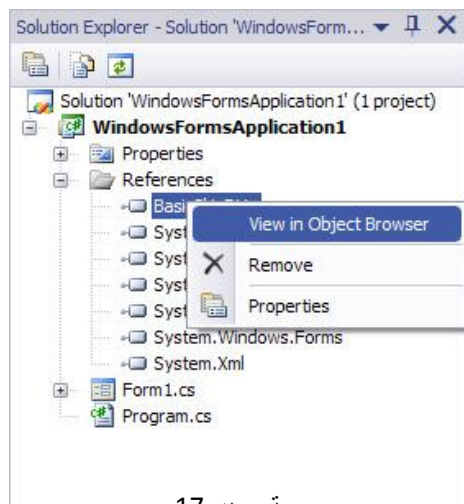 Solution Explorer - Solution 'WindowsForm...
Solution 'WindowsFormsApplication1' (1 project)
WindowsFormsApplication1
Properties
References
View in Object Browser
Syst
Syst
Remove
Syst
Syst
Properties
System.Windows.Forms
System.Xml
Form1.cs
Program.cs
17